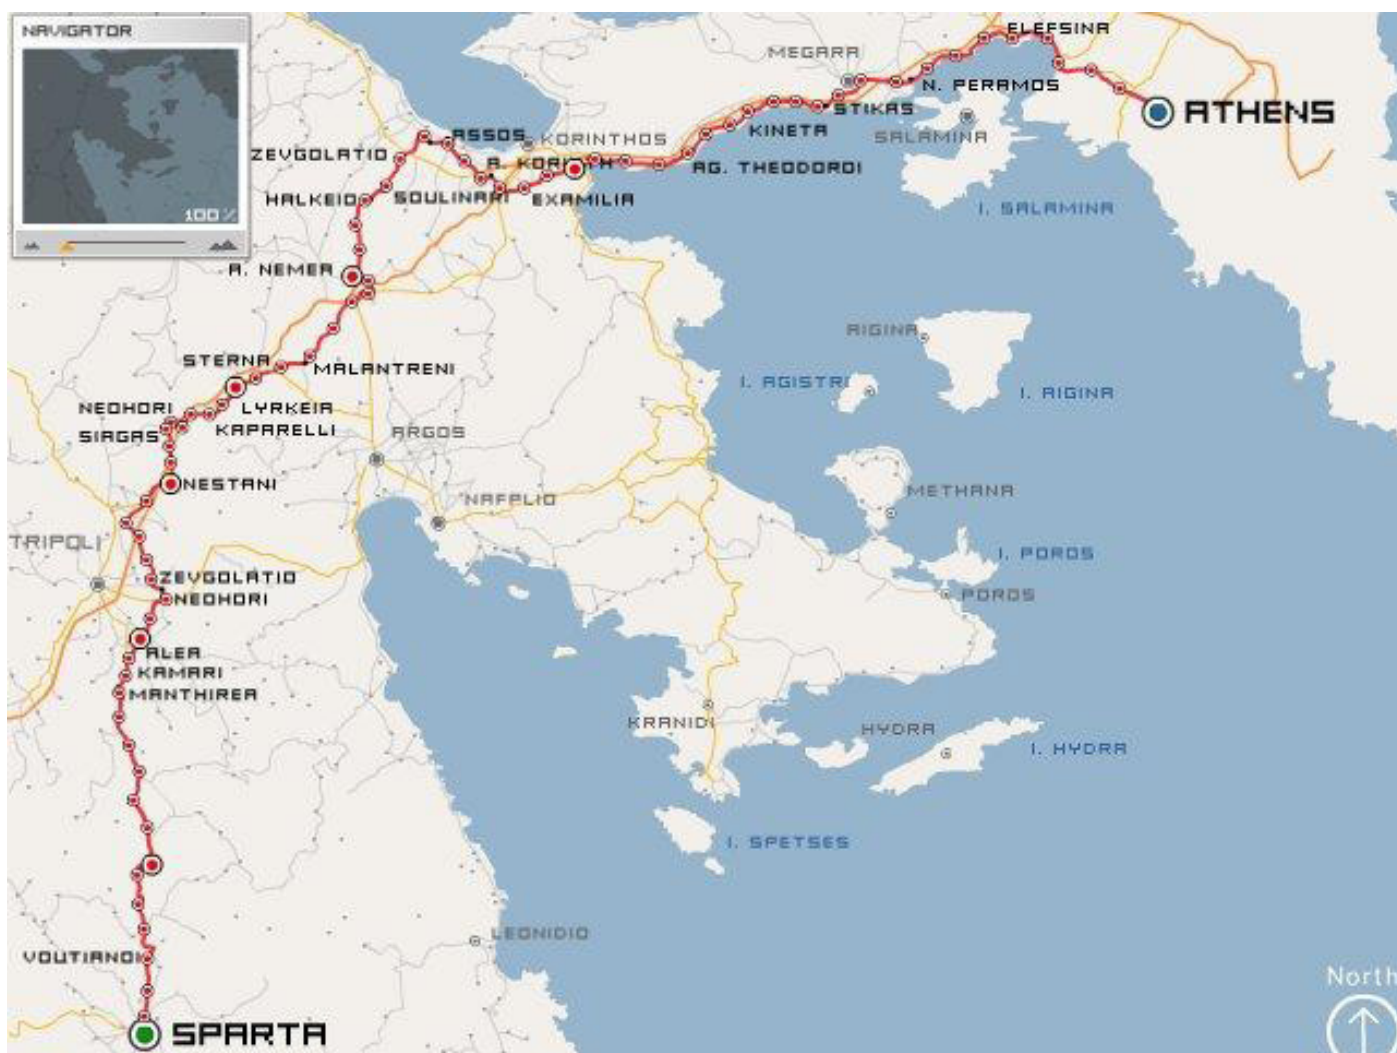 NAVIGATOR
100 %
ELEFSINA
MEGARA
N. PERAMOS
ATHENS
STIKAS
KINETA
SALAMINA
ASSOS
KORINTHOS
ZEVGOLATIO
A. KORINTH
AG. THEODOROI
HALKEIO
SOULINARI
EXAMILIA
I. SALAMINA
A. NEMEA
AIGINA
STERNA
MALANTRENI
I. AGISTRI
I. AIGINA
NEOHORI
LYRKEIA
SIAGAS
KAPARELLI
ARGOS
NESTANI
METHANA
NAFPLIO
TRIPOLI
I. POROS
ZEVGOLATIO
NEOHORI
POROS
ALEA
KAMARI
MANTHIREA
KRANIDI
HYDRA
I. HYDRA
I. SPETSES
LEONIDIO
VOUTIANOI
North
SPARTA